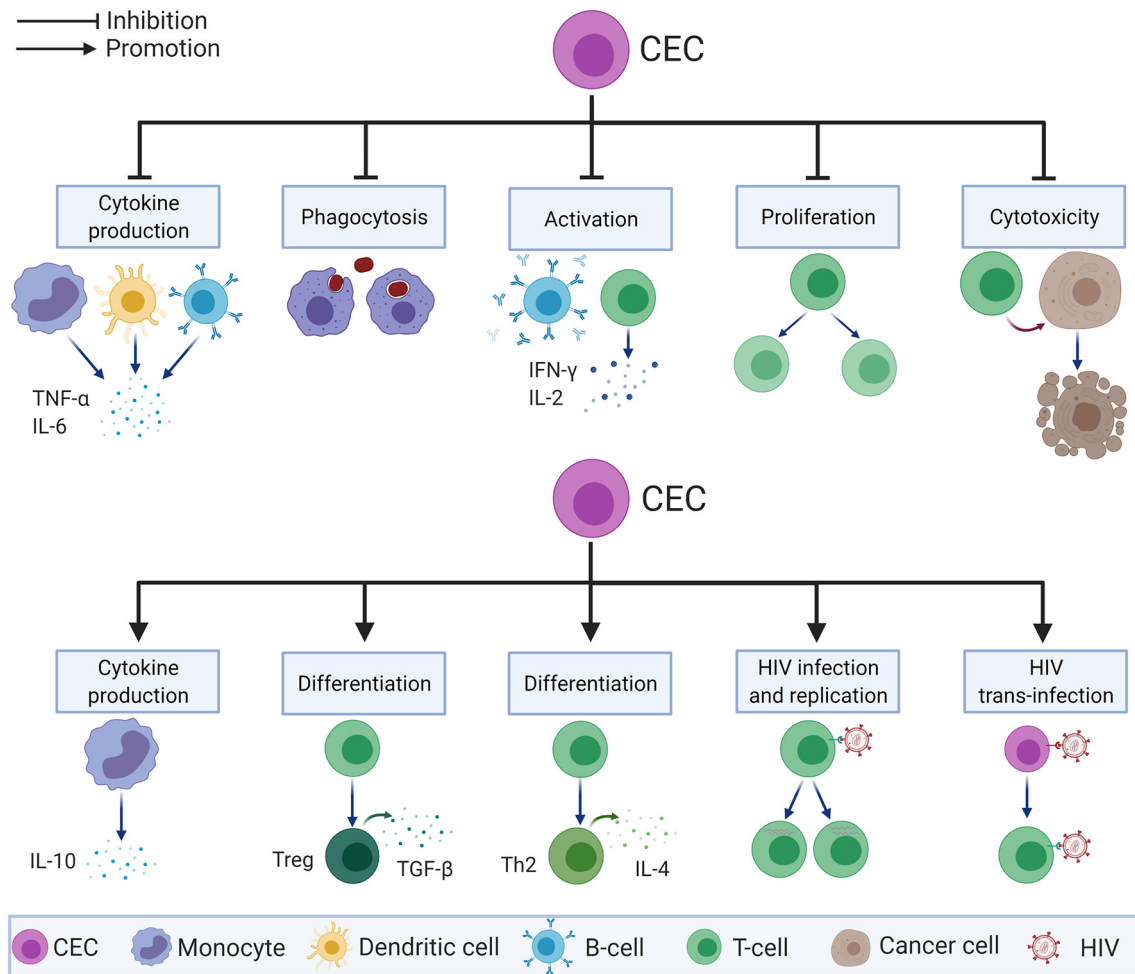 Inhibition
Promotion
CEC
Cytokine
production
Phagocytosis
Activation
Proliferation
Cytotoxicity
TNF-α
IL-6
IFN-γ
IL-2
CEC
Cytokine
production
Differentiation
Differentiation
HIV infection
and replication
HIV
trans-infection
IL-10
Treg
TGF-β
Th2
IL-4
CEC
Monocyte
Dendritic cell
B-cell
T-cell
Cancer cell
HIV